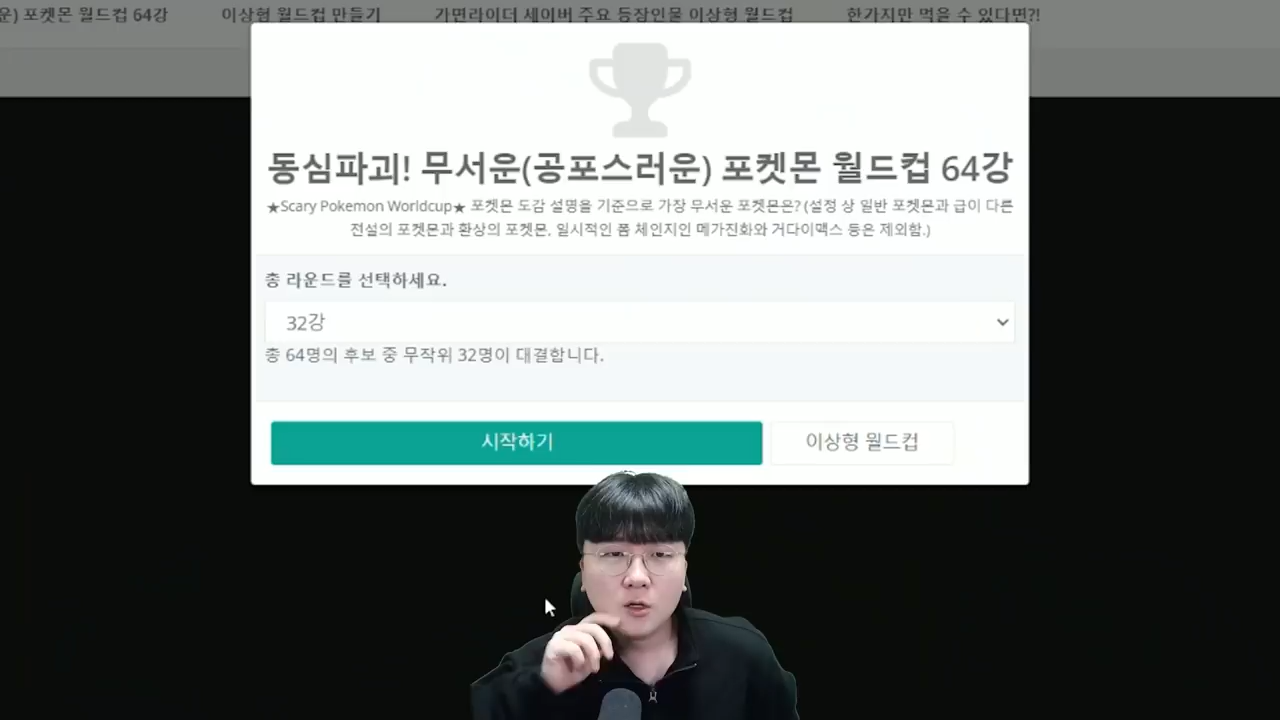 운) 포켓몬 월드컵 64강 이상형 월드컵 만들기 가면라이더 세이버 주요 등장인물 이상형 월드컵 한가지만 먹을 수 있다면?!
동심파괴! 무서운(공포스러운) 포켓몬 월드컵 64강
★Scary Pokemon Worldcup★ 포켓몬 도감 설명을 기준으로 가장 무서운 포켓몬은? (설정 상 일반 포켓몬과 급이 다른
전설의 포켓몬과 환상의 포켓몬, 일시적인 폼 체인지인 메가진화와 거다이맥스 등은 제외함.)
총 라운드를 선택하세요.
32강
총 64명의 후보 중 무작위 32명이 대결합니다.
시작하기 이상형 월드컵